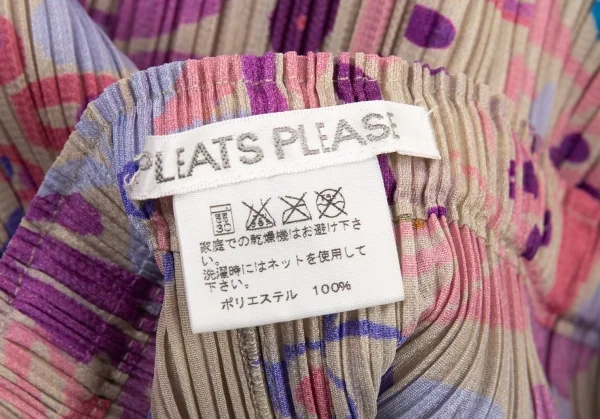 PLEATS PLEASE
30
家庭での乾燥機はお避け下さ
い。
洗濯時にはネットを使用して
下さい。
ポリエステル 100%